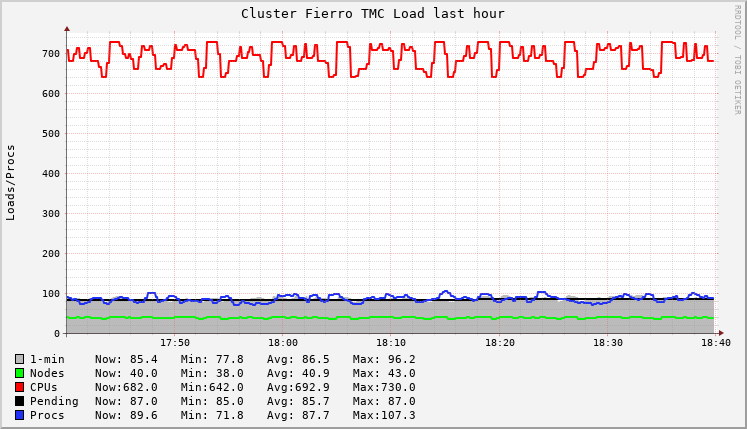 Cluster Fierro TMC Load last hour
RRDTOOL / TOBI OETIKER
Loads/Procs
700
600
500
400
300
200
100
0
17:50 18:00 18:10 18:20 18:30 18:40
1-min Now: 85.4 Min: 77.8 Avg: 86.5 Max: 96.2
Nodes Now: 40.0 Min: 38.0 Avg: 40.9 Max: 43.0
CPUs Now:682.0 Min:642.0 Avg:692.9 Max:730.0
Pending Now: 87.0 Min: 85.0 Avg: 85.7 Max: 87.0
Procs Now: 89.6 Min: 71.8 Avg: 87.7 Max:107.3